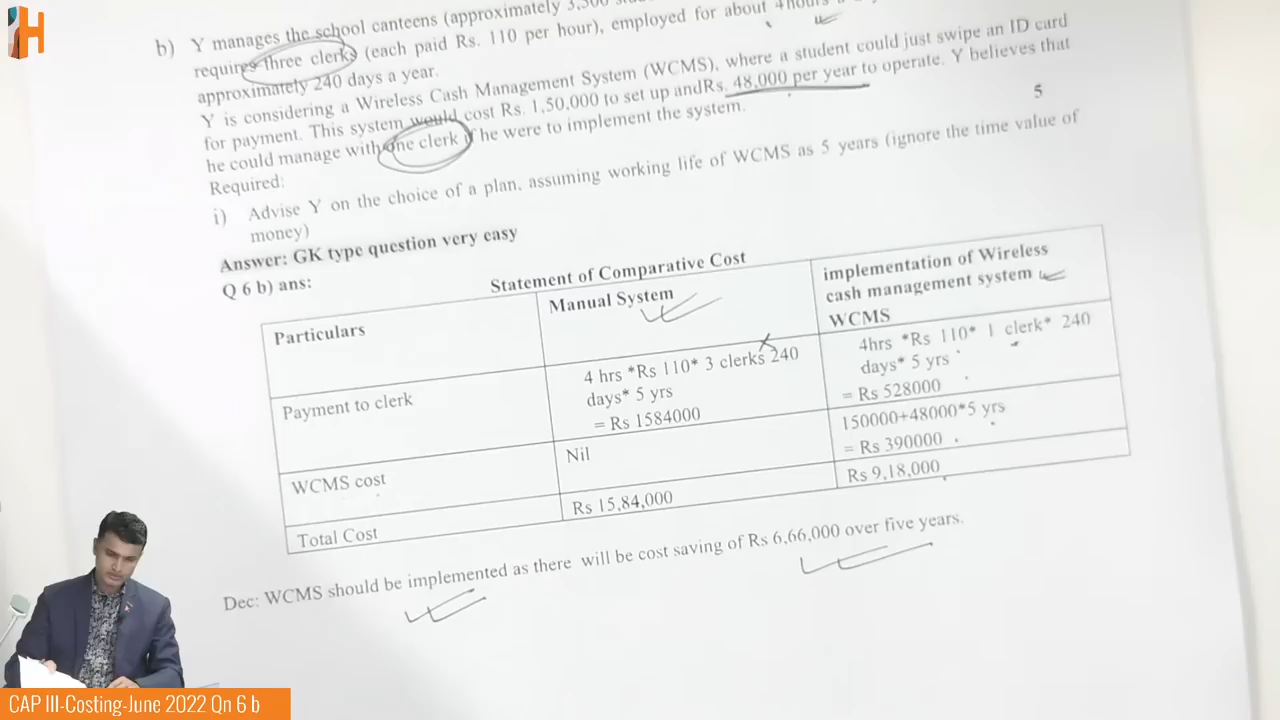 H
b) Y manages the school canteens (approximately 3,500
requires three clerks (each paid Rs. 110 per hour), employed for about 4 hours a
approximately 240 days a year.
Y is considering a Wireless Cash Management System (WCMS), where a student could just swipe an ID card
for payment. This system would cost Rs. 1,50,000 to set up andRs. 48,000 per year to operate. Y believes that
he could manage with one clerk if he were to implement the system.
5
Required:
i) Advise Y on the choice of a plan, assuming working life of WCMS as 5 years (ignore the time value of
money)
Answer: GK type question very easy
Q 6 b) ans:
Statement of Comparative Cost
Particulars
Manual System
implementation of Wireless
cash management system
WCMS
Payment to clerk
4 hrs *Rs 110* 3 clerks 240
days* 5 yrs
= Rs 1584000
4hrs *Rs 110* 1 clerk* 240
days* 5 yrs
= Rs 528000
WCMS cost
Nil
150000+48000*5 yrs
= Rs 390000
Total Cost
Rs 15,84,000
Rs 9,18,000
Dec: WCMS should be implemented as there will be cost saving of Rs 6,66,000 over five years.
CAP III-Costing-June 2022 Qn 6 b